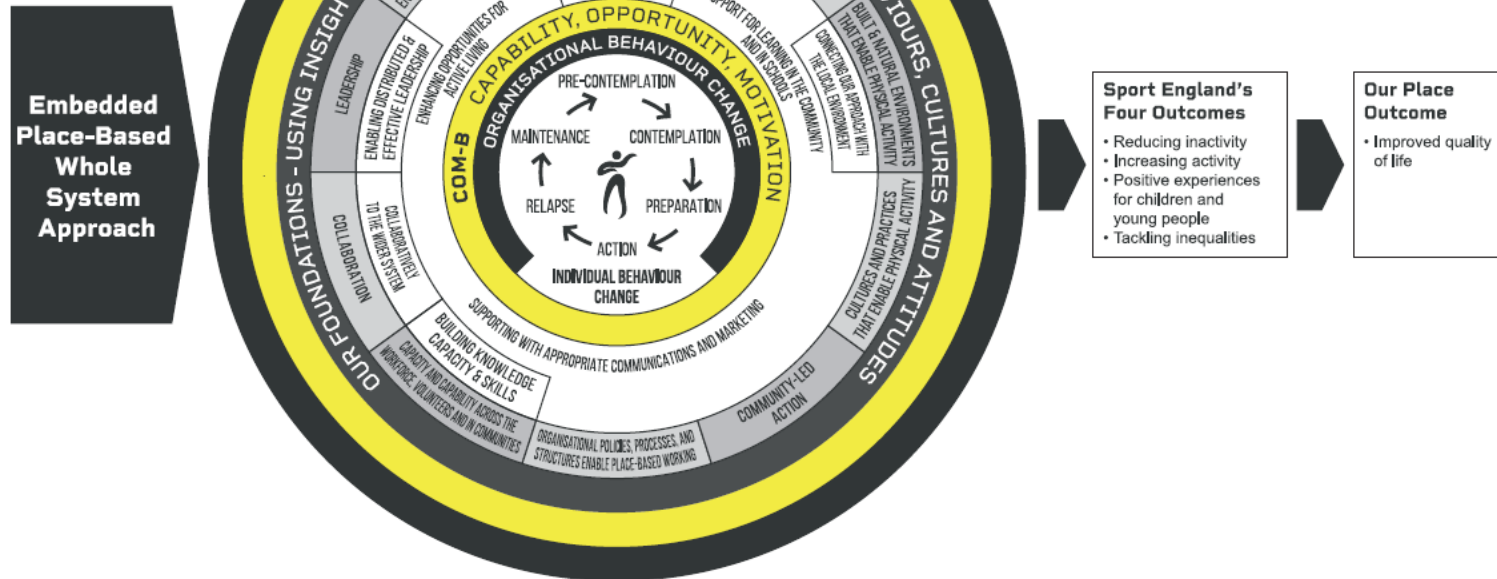 Embedded
Place-Based
Whole
System
Approach
OUR FOUNDATIONS - USING INSIGH
IOURS, CULTURES AND ATTITUDES
LEADERSHIP
COLLABORATION
CAPACITY AND CAPABILITY ACROSS THE
WORKFORCE, VOLUNTEERS AND IN COMMUNITIES
ORGANISATIONAL POLICIES, PROCESSES, AND
STRUCTURES ENABLE PLACE-BASED WORKING
COMMUNITY-LED
ACTION
CULTURES AND PRACTICES
THAT ENABLE PHYSICAL ACTIVITY
BUILT & NATURAL ENVIRONMENTS
THAT ENABLE PHYSICAL ACTIVITY
ENABLING DISTRIBUTED &
EFFECTIVE LEADERSHIP
COLLABORATIVELY
TO THE WIDER SYSTEM
BUILDING KNOWLEDGE
CAPACITY & SKILLS
ENHANCING OPPORTUNITIES FOR
ACTIVE LIVING
PPORT FOR LEARNING IN THE COMMUNITY
AND IN SCHOOLS
CONNECTING OUR APPROACH WITH
THE LOCAL ENVIRONMENT
SUPPORTING WITH APPROPRIATE COMMUNICATIONS AND MARKETING
COM-B
CAPABILITY, OPPORTUNITY, MOTIVATION
ORGANISATIONAL BEHAVIOUR CHANGE
PRE-CONTEMPLATION
CONTEMPLATION
PREPARATION
ACTION
RELAPSE
MAINTENANCE
INDIVIDUAL BEHAVIOUR
CHANGE
Sport England's
Four Outcomes
• Reducing inactivity
• Increasing activity
• Positive experiences
for children and
young people
• Tackling inequalities
Our Place
Outcome
• Improved quality
of life